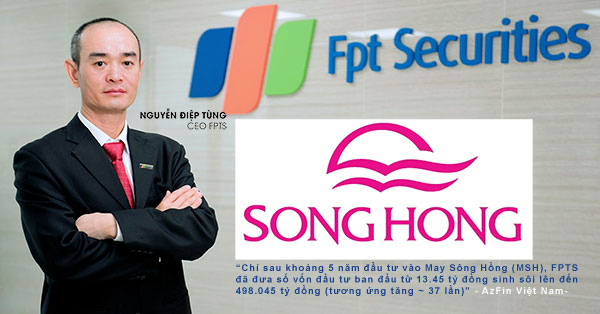 Fpt Securities
NGUYỄN ĐIỆP TÙNG
CEO FPTS
SONG HONG
“Chỉ sau khoảng 5 năm đầu tư vào May Sông Hồng (MSH), FPTS
đã đưa số vốn đầu tư ban đầu từ 13.45 tỷ đồng sinh sôi lên đến
498.045 tỷ đồng (tương ứng tăng ~ 37 lần)” - AzFin Việt Nam-